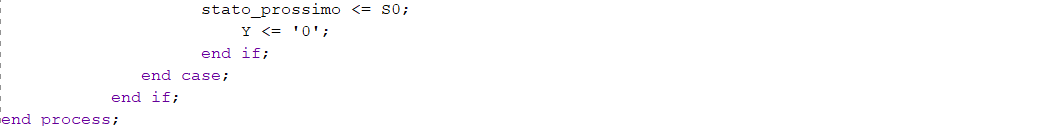 stato_prossimo <= S0;
Y <= '0';
end if;
end case;
end if;
end process;